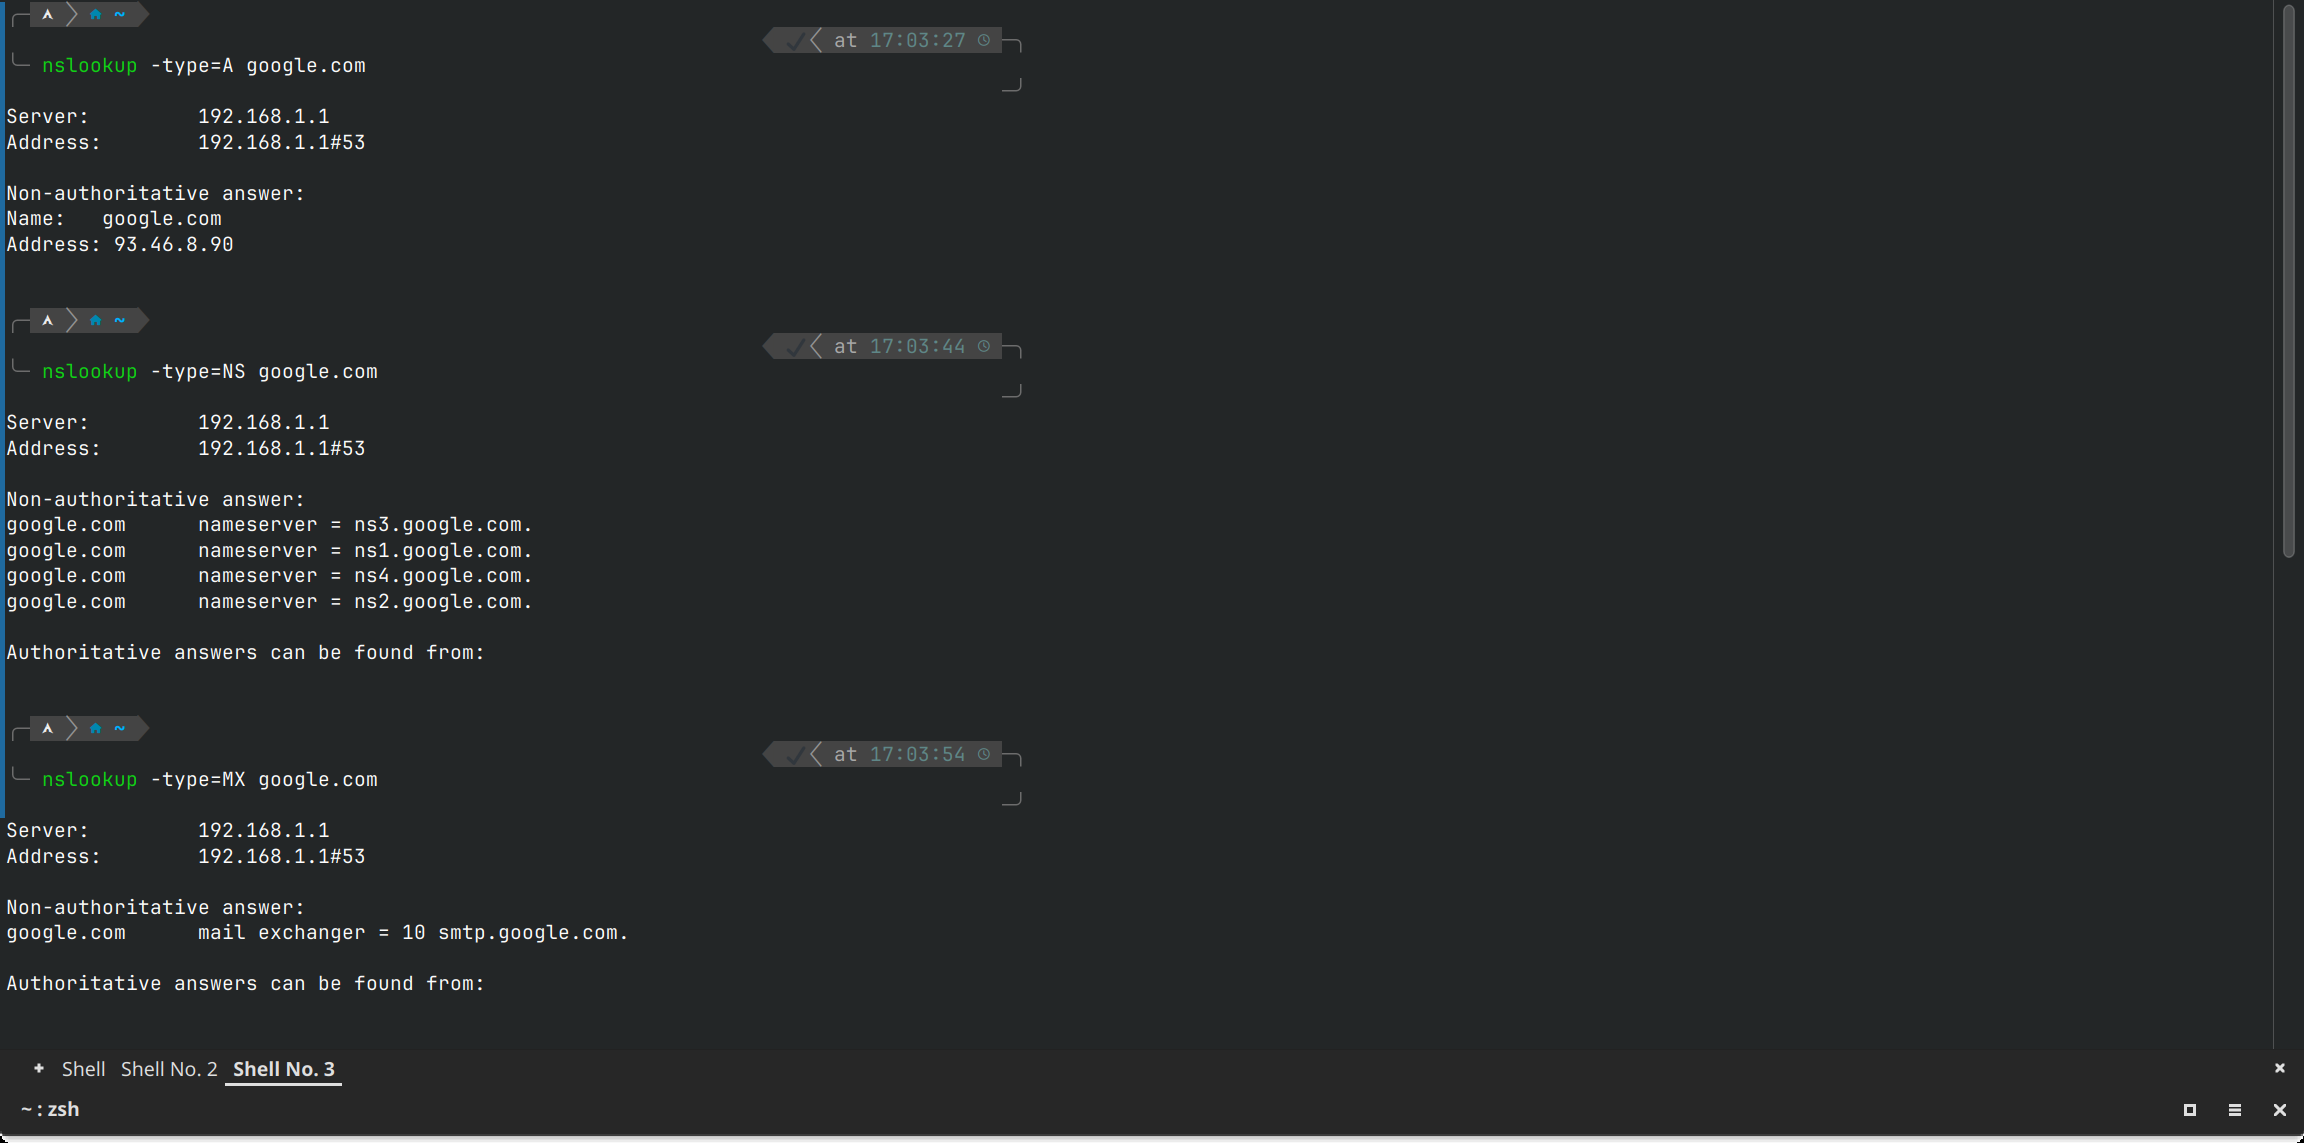 ~
at 17:03:27
nslookup -type=A google.com
Server: 192.168.1.1
Address: 192.168.1.1#53
Non-authoritative answer:
Name: google.com
Address: 93.46.8.90
~
at 17:03:44
nslookup -type=NS google.com
Server: 192.168.1.1
Address: 192.168.1.1#53
Non-authoritative answer:
google.com nameserver = ns3.google.com.
google.com nameserver = ns1.google.com.
google.com nameserver = ns4.google.com.
google.com nameserver = ns2.google.com.
Authoritative answers can be found from:
~
at 17:03:54
nslookup -type=MX google.com
Server: 192.168.1.1
Address: 192.168.1.1#53
Non-authoritative answer:
google.com mail exchanger = 10 smtp.google.com.
Authoritative answers can be found from:
Shell Shell No. 2 Shell No. 3
~ : zsh